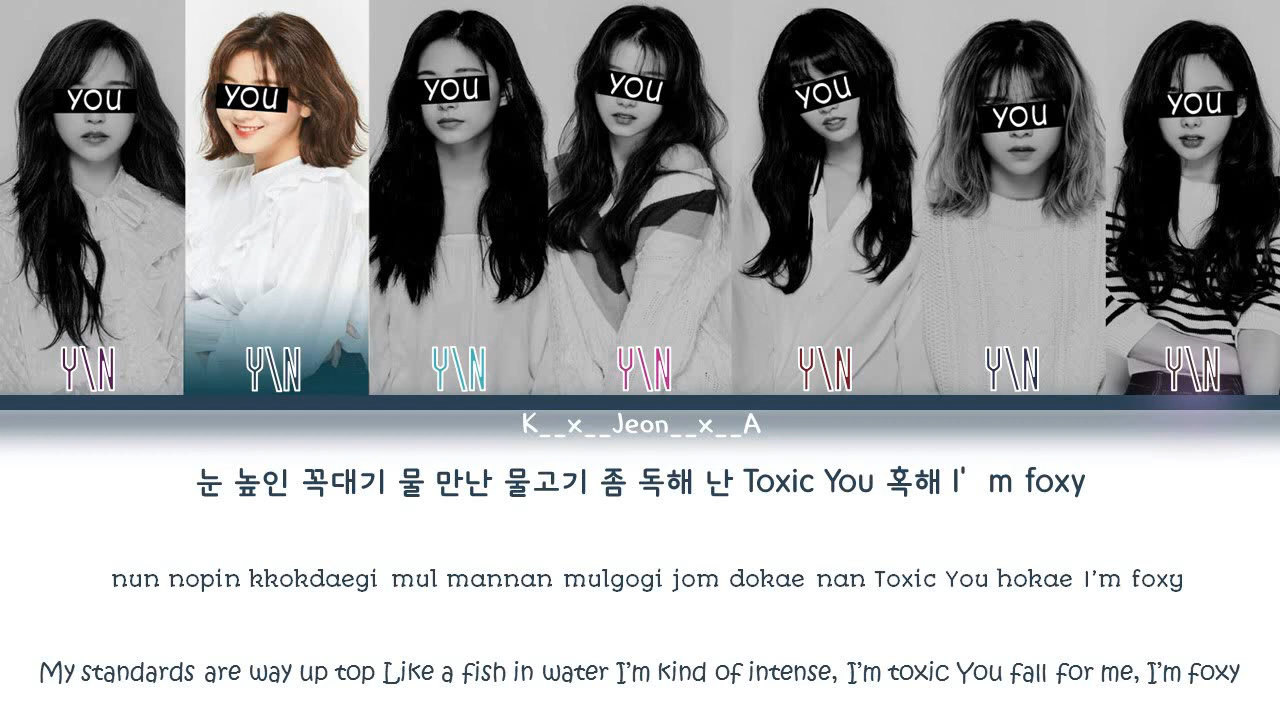 YOU YOU YOU YOU YOU YOU YOU
Y\N Y\N Y\N Y\N Y\N Y\N Y\N
K__x__Jeon__x__A
눈 높인 꼭대기 물 만난 물고기 좀 독해 난 Toxic You 혹해 I'm foxy
nun nopin kkokdaegi mul mannan mulgogi jom dokae nan Toxic You hokae I'm foxy
My standards are way up top Like a fish in water I'm kind of intense, I'm toxic You fall for me, I'm foxy